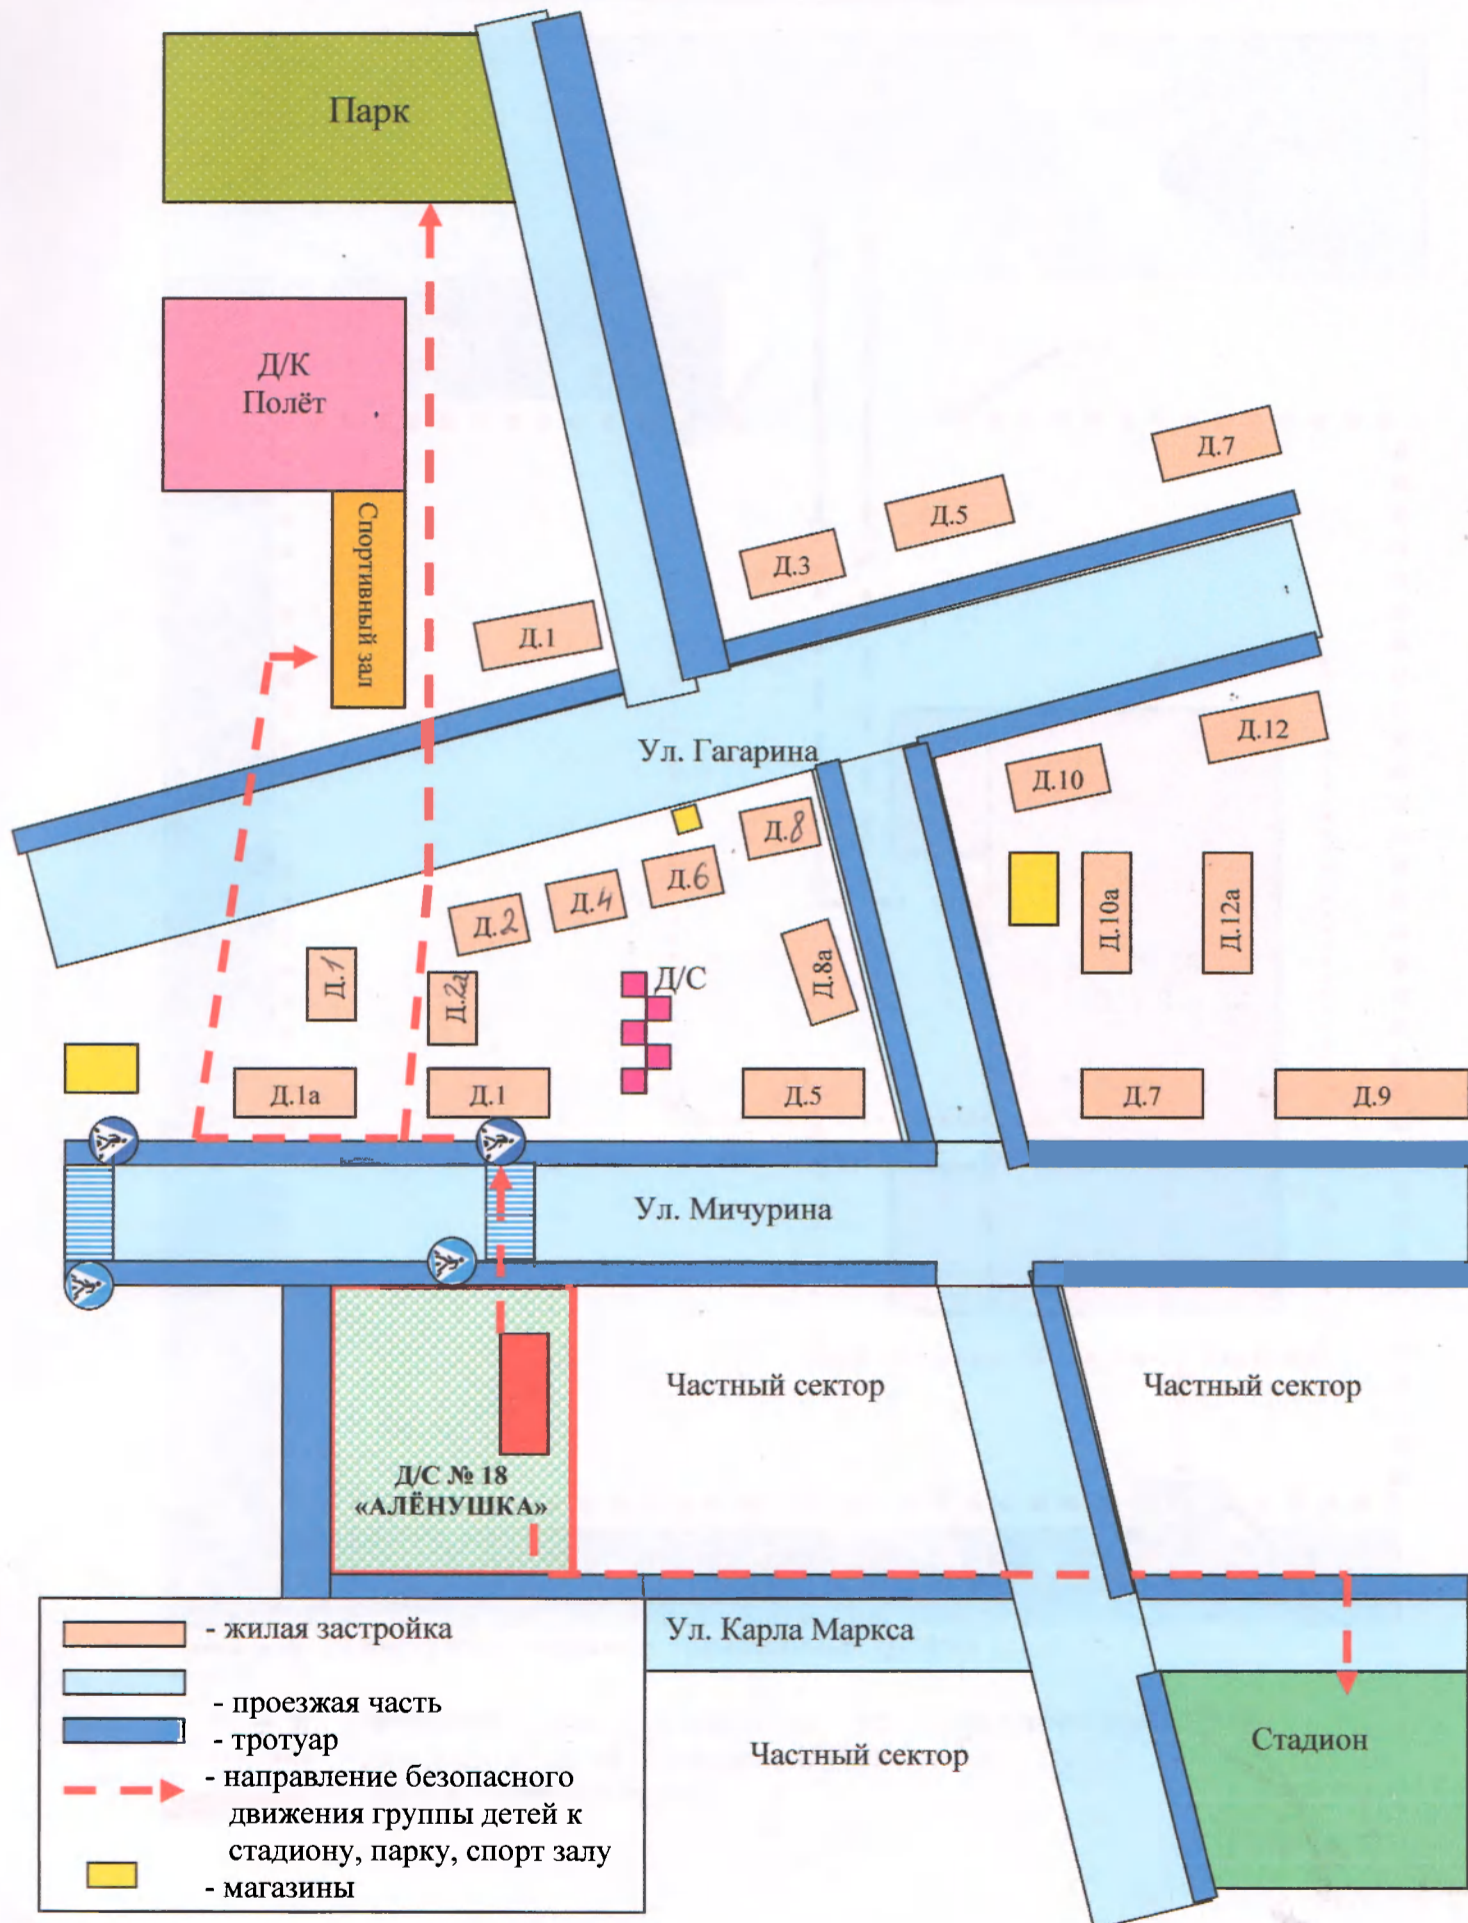 Парк
Д/К
Полёт
Спортивный зал
Д.7
Д.5
Д.3
Д.1
Ул. Гагарина
Д.12
Д.10
Д.8
Д.6
Д.4
Д.2
Д.10а
Д.12а
Д.8а
Д/С
Д.1
Д.2а
Д.1а
Д.1
Д.5
Д.7
Д.9
Ул. Мичурина
Частный сектор
Частный сектор
Д/С № 18
«АЛЁНУШКА»
Ул. Карла Маркса
Частный сектор
Стадион
- жилая застройка
- проезжая часть
- тротуар
- направление безопасного
движения группы детей к
стадиону, парку, спорт залу
- магазины